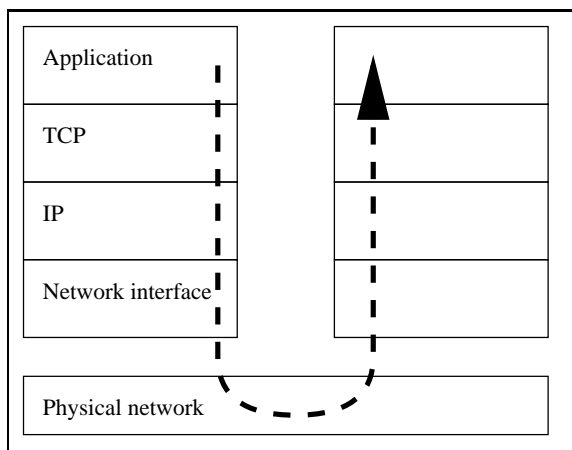 Application
TCP
IP
Network interface
Physical network